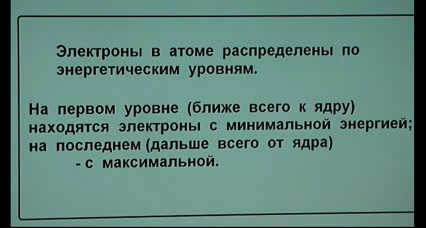 Электроны в атоме распределены по
энергетическим уровням.
На первом уровне (ближе всего к ядру)
находятся электроны с минимальной энергией;
на последнем (дальше всего от ядра)
- с максимальной.